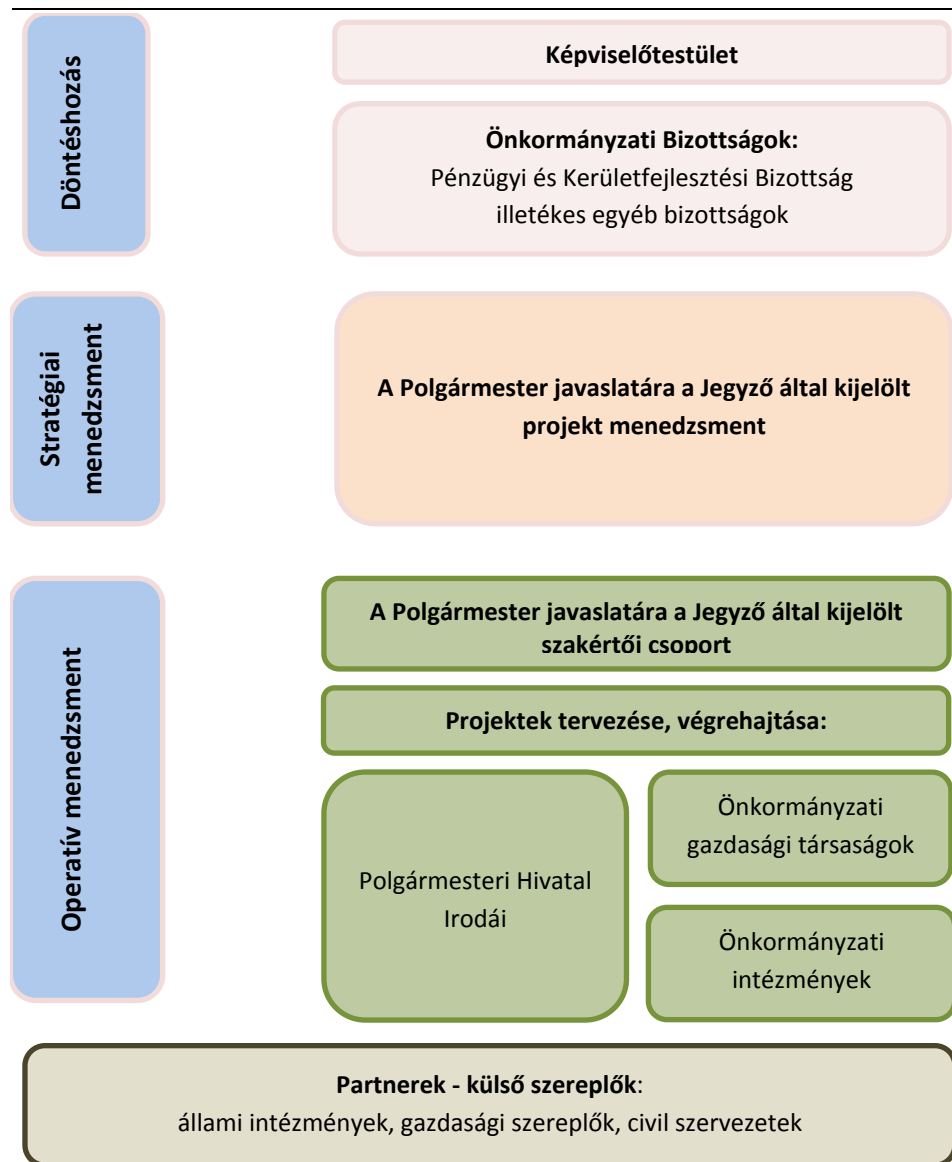 Döntéshozás
Képviselőtestület
Önkormányzati Bizottságok:
Pénzügyi és Kerületfejlesztési Bizottság
illetékes egyéb bizottságok
Stratégiai
menedzsment
A Polgármester javaslatára a Jegyző által kijelölt
projekt menedzsment
Operatív menedzsment
A Polgármester javaslatára a Jegyző által kijelölt
szakértői csoport
Projektek tervezése, végrehajtása:
Polgármesteri Hivatal
Irodái
Önkormányzati
gazdasági társaságok
Önkormányzati
intézmények
Partnerek - külső szereplők:
állami intézmények, gazdasági szereplők, civil szervezetek